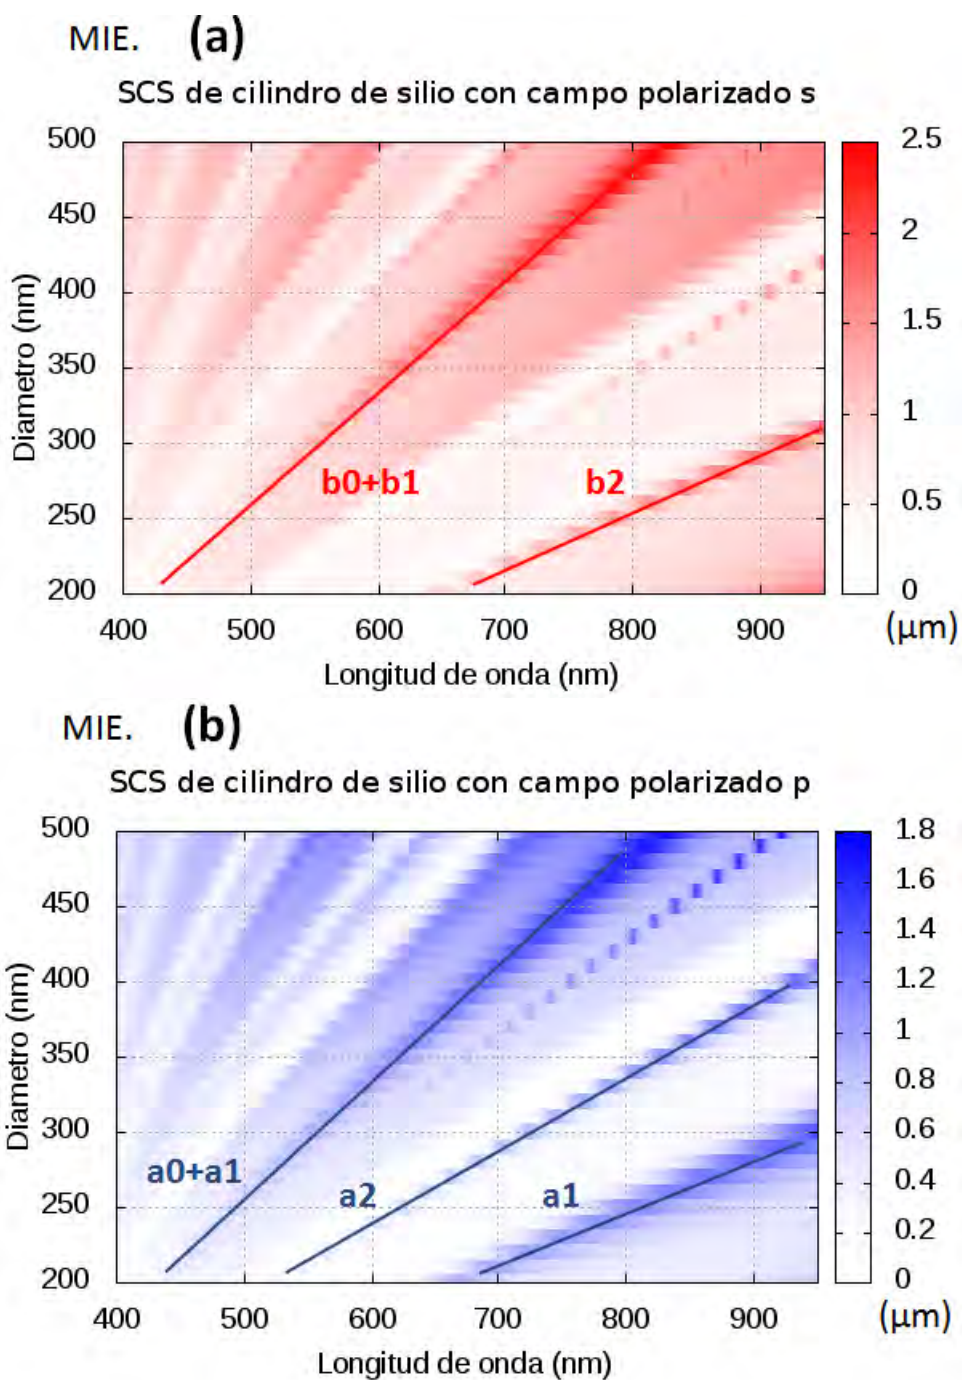 MIE. (a)
SCS de cilindro de silio con campo polarizado s
500
450
400
350
300
250
200
Diametro (nm)
b0+b1
b2
400 500 600 700 800 900
Longitud de onda (nm)
2.5
2
1.5
1
0.5
0
(μm)
MIE. (b)
SCS de cilindro de silio con campo polarizado p
500
450
400
350
300
250
200
Diametro (nm)
a0+a1
a2
a1
400 500 600 700 800 900
Longitud de onda (nm)
1.8
1.6
1.4
1.2
1
0.8
0.6
0.4
0.2
0
(μm)